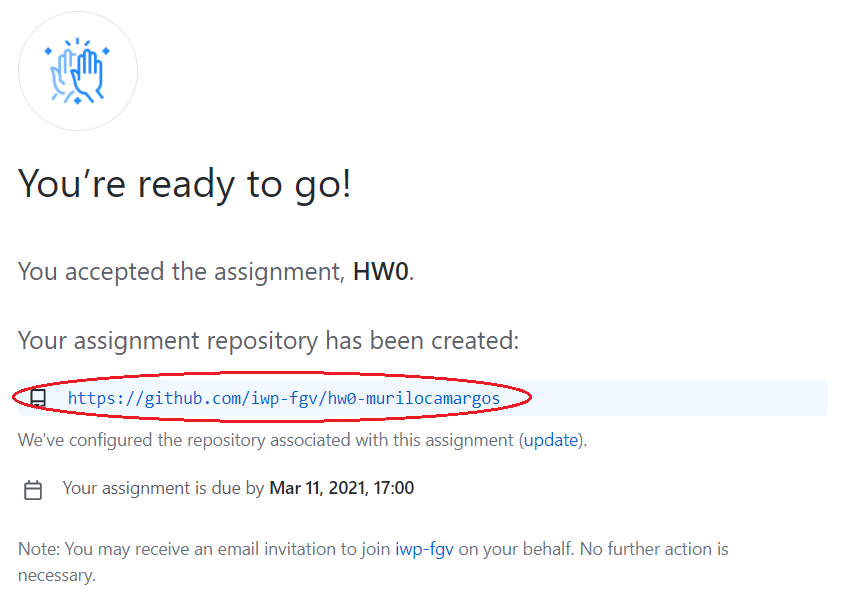 You're ready to go!
You accepted the assignment, HW0.
Your assignment repository has been created:
https://github.com/iwp-fgv/hw0-murilocamargos
We've configured the repository associated with this assignment (update).
Your assignment is due by Mar 11, 2021, 17:00
Note: You may receive an email invitation to join iwp-fgv on your behalf. No further action is
necessary.